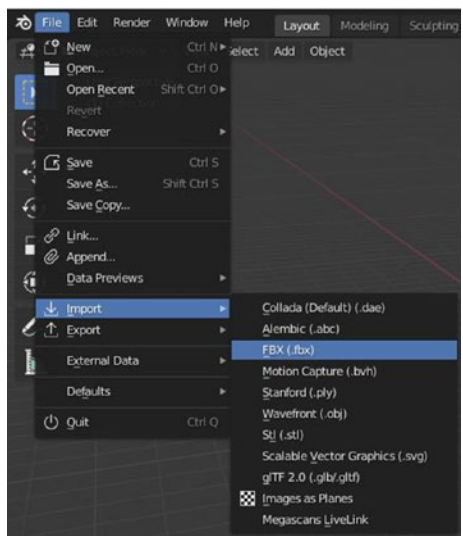 File Edit Render Window Help Layout Modeling Sculpting
New Ctrl N
Select Add Object
Open... Ctrl O
Open Recent Shift Ctrl O
Revert
Recover
Save Ctrl S
Save As... Shift Ctrl S
Save Copy...
Link...
Append...
Data Previews
Import
Export
External Data
Defaults
Quit Ctrl Q
Collada (Default) (.dae)
Alembic (.abc)
FBX (.fbx)
Motion Capture (.bvh)
Stanford (.ply)
Wavefront (.obj)
Stl (.stl)
Scalable Vector Graphics (.svg)
glTF 2.0 (.glb/.gltf)
Images as Planes
Megascans LiveLink